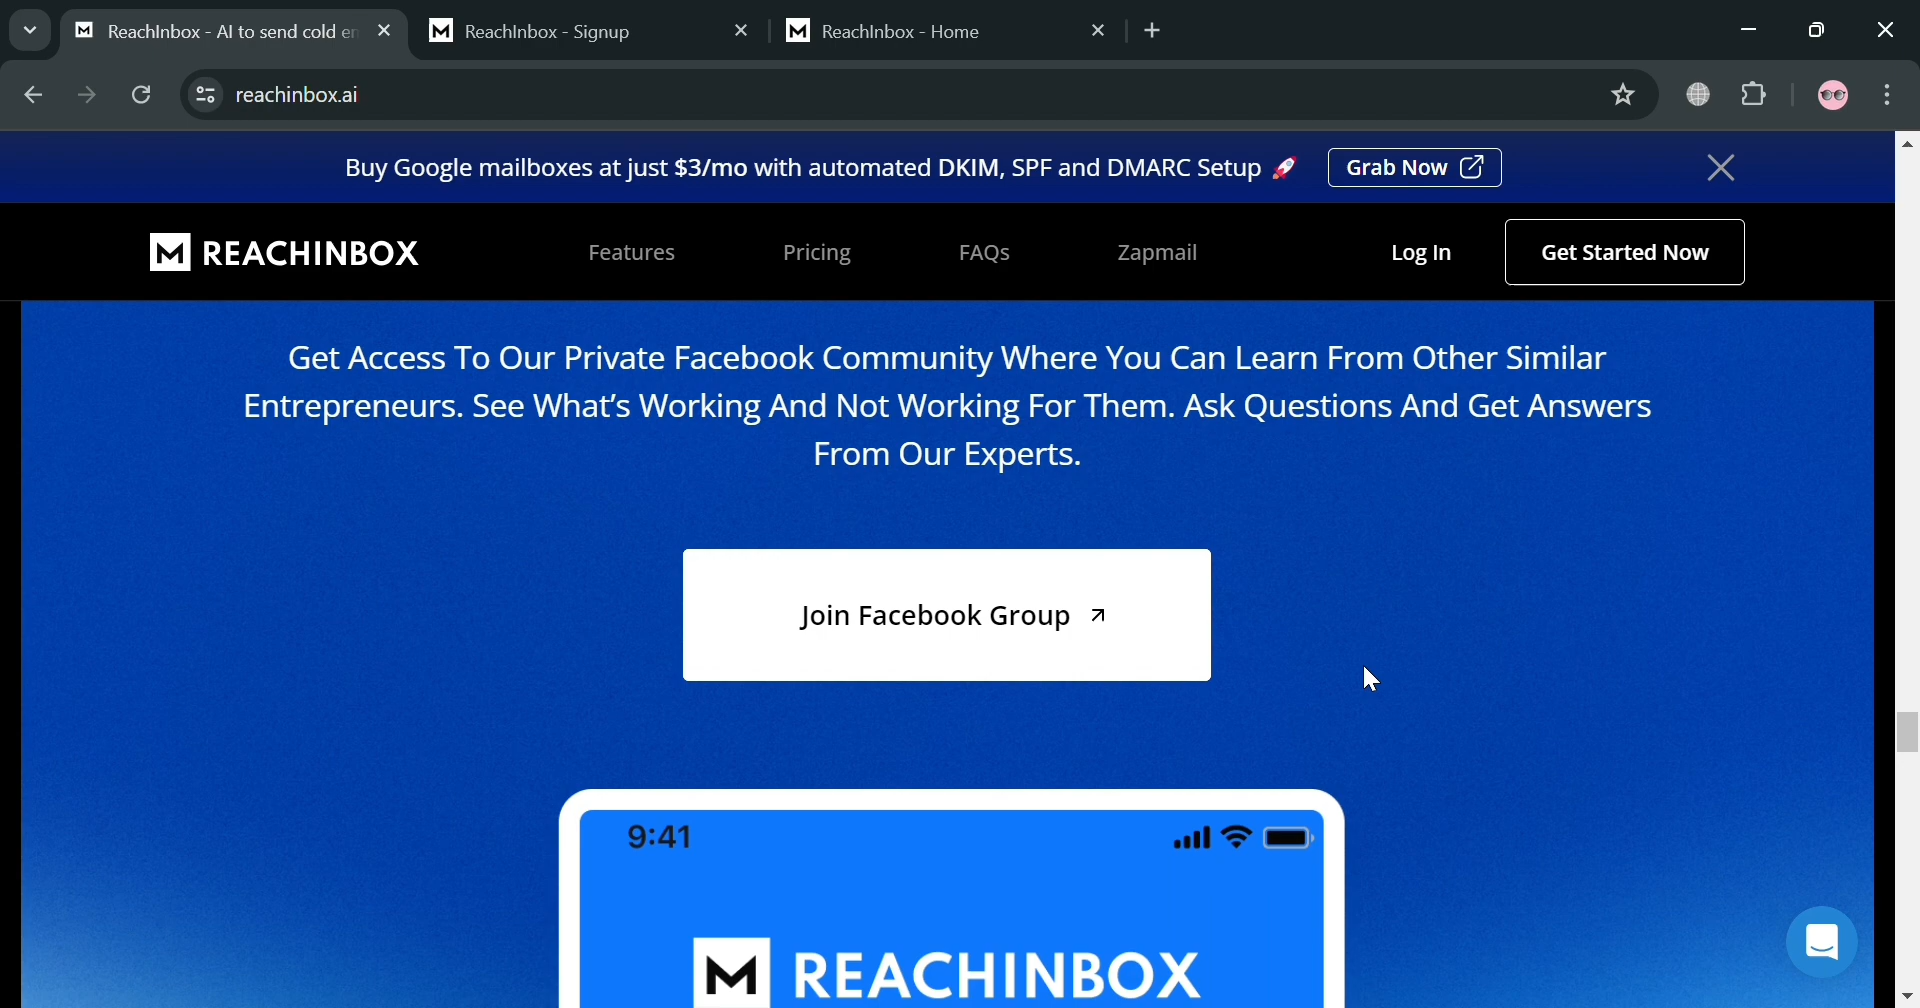 ReachInbox - AI to send cold em
ReachInbox - Signup
ReachInbox - Home
reachinbox.ai
Buy Google mailboxes at just $3/mo with automated DKIM, SPF and DMARC Setup 🚀
Grab Now
REACHINBOX
Features
Pricing
FAQs
Zapmail
Log In
Get Started Now
Get Access To Our Private Facebook Community Where You Can Learn From Other Similar
Entrepreneurs. See What's Working And Not Working For Them. Ask Questions And Get Answers
From Our Experts.
Join Facebook Group
9:41
REACHINBOX